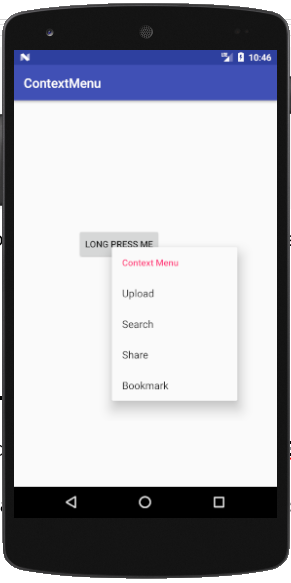 10:46
ContextMenu
LONG PRESS ME
Context Menu
Upload
Search
Share
Bookmark